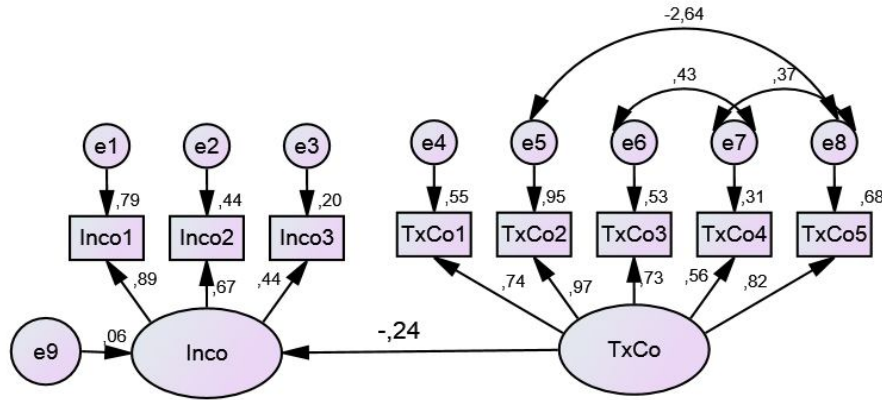 -2,64
,43 ,37
e1 e2 e3 e4 e5 e6 e7 e8
,79 ,44 ,20 ,55 ,95 ,53 ,31 ,68
Inco1 Inco2 Inco3 TxCo1 TxCo2 TxCo3 TxCo4 TxCo5
,89 ,67 ,44 ,74 ,97 ,73 ,56 ,82
,06 -,24
e9 Inco TxCo